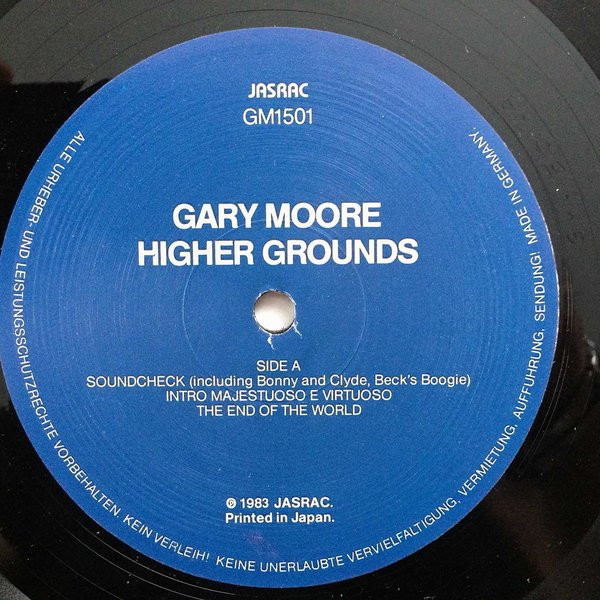 JASRAC
GM1501
GARY MOORE
HIGHER GROUNDS
SIDE A
SOUNDCHECK (including Bonny and Clyde, Beck's Boogie)
INTRO MAJESTUOSO E VIRTUOSO
THE END OF THE WORLD
℗ 1983 JASRAC.
Printed in Japan.
ALLE URHEBER- UND LEISTUNGSSCHUTZRECHTE VORBEHALTEN. KEIN VERLEIH! KEINE UNERLAUBTE VERVIELFALTIGUNG, VERMIETUNG, AUFFUHRUNG, SENDUNG! MADE IN GERMANY.